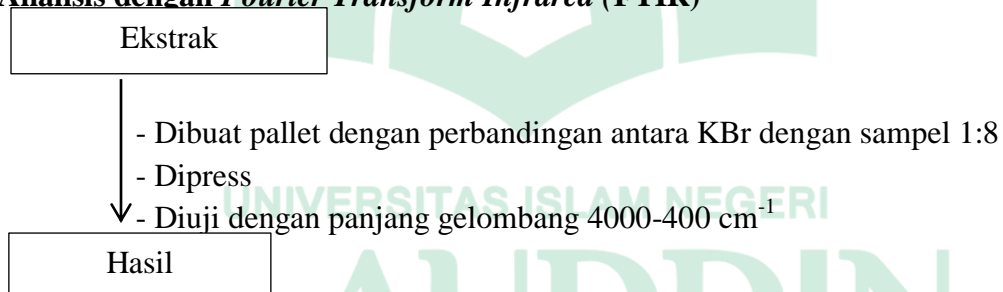 Analisis dengan Fourier Transform Infrared (FTIR)
Ekstrak
- Dibuat pallet dengan perbandingan antara KBr dengan sampel 1:8
- Dipress
UNIVERSITAS ISLAM NEGERI
- Diuji dengan panjang gelombang 4000-400 cm⁻¹
Hasil